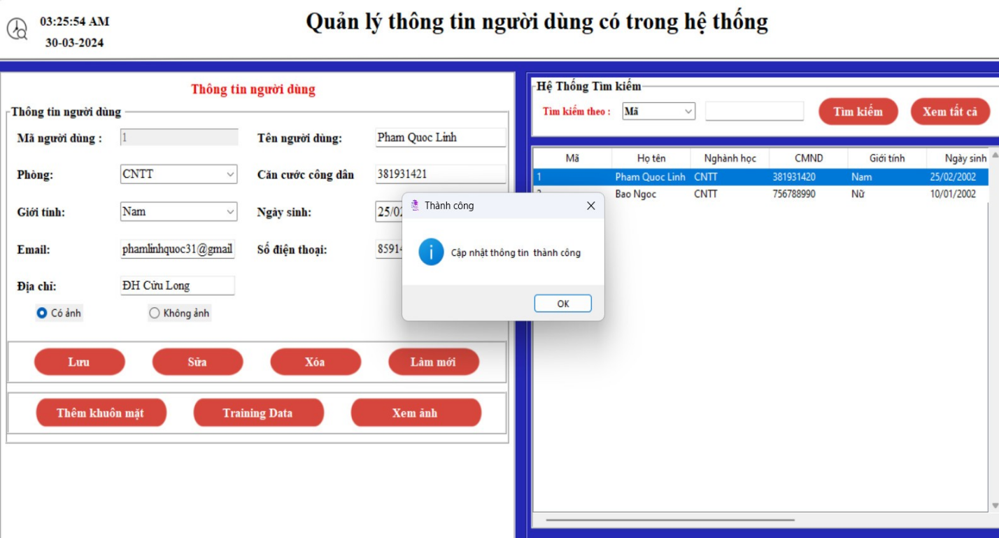 03:25:54 AM
30-03-2024
Quản lý thông tin người dùng có trong hệ thống
Thông tin người dùng
Thông tin người dùng
Mã người dùng : 1 Tên người dùng: Pham Quoc Linh
Phòng: CNTT Căn cước công dân 381931421
Giới tính: Nam Ngày sinh: 25/02
Email: phamlinhquoc31@gmail Số điện thoại: 85914
Địa chỉ: ĐH Cửu Long
Có ảnh Không ảnh
Lưu Sửa Xóa Làm mới
Thêm khuôn mặt Training Data Xem ảnh
Hệ Thống Tìm kiếm
Tìm kiếm theo : Mã Tìm kiếm Xem tất cả
Mã Họ tên Nghành học CMND Giới tính Ngày sinh
1 Pham Quoc Linh CNTT 381931420 Nam 25/02/2002
Bao Ngoc CNTT 756788990 Nữ 10/01/2002
Thành công
Cập nhật thông tin thành công
OK